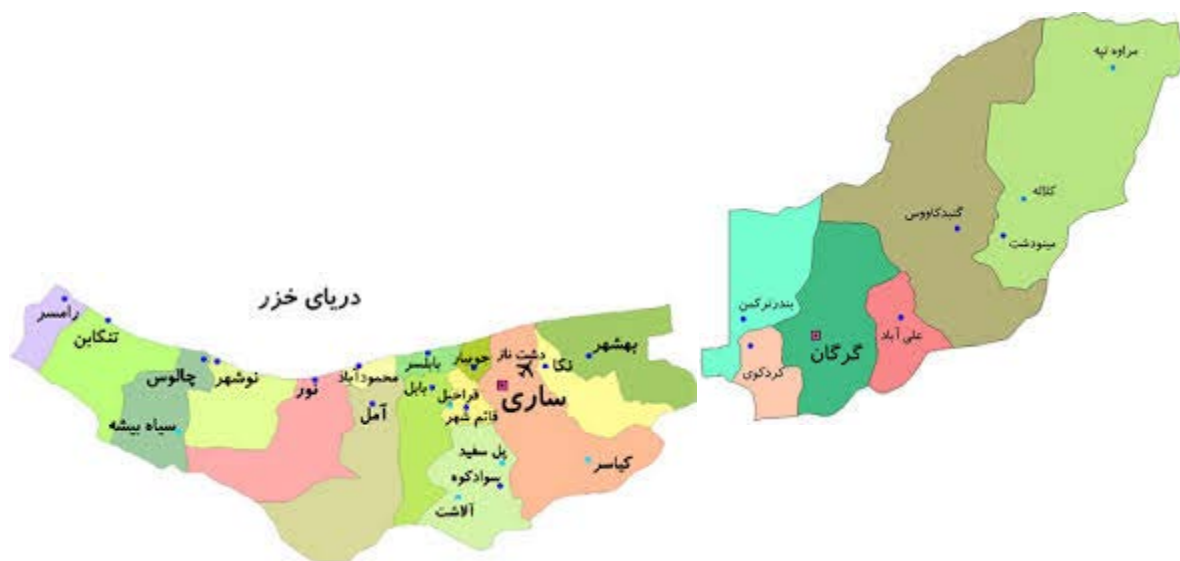 مراوه تپه
کلاله
گنبدکاووس
مینودشت
بندرترکمن
علی آباد
گرگان
کردکوی
دریای خزر
رامسر
تنکابن
چالوس
نوشهر
نور
محمودآباد
بابلسر
جویبار
دشت ناز
نکا
بهشهر
سیاه بیشه
آمل
بابل
قراخیل
قائم شهر
ساری
پل سفید
کیاسر
سوادکوه
آلاشت